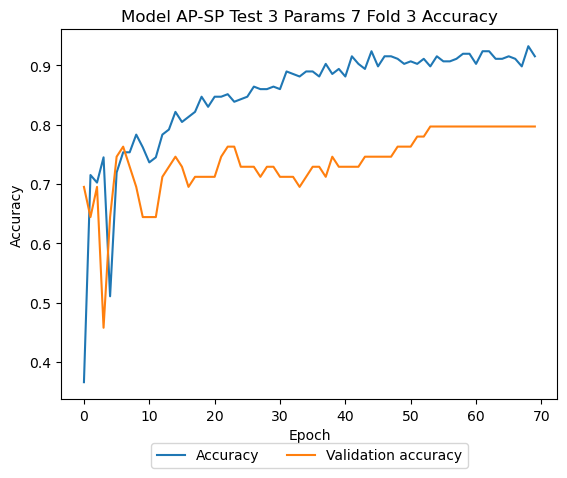 Model AP-SP Test 3 Params 7 Fold 3 Accuracy
0.9
0.8
0.7
0.6
0.5
0.4
Accuracy
0 10 20 30 40 50 60 70
Epoch
Accuracy Validation accuracy